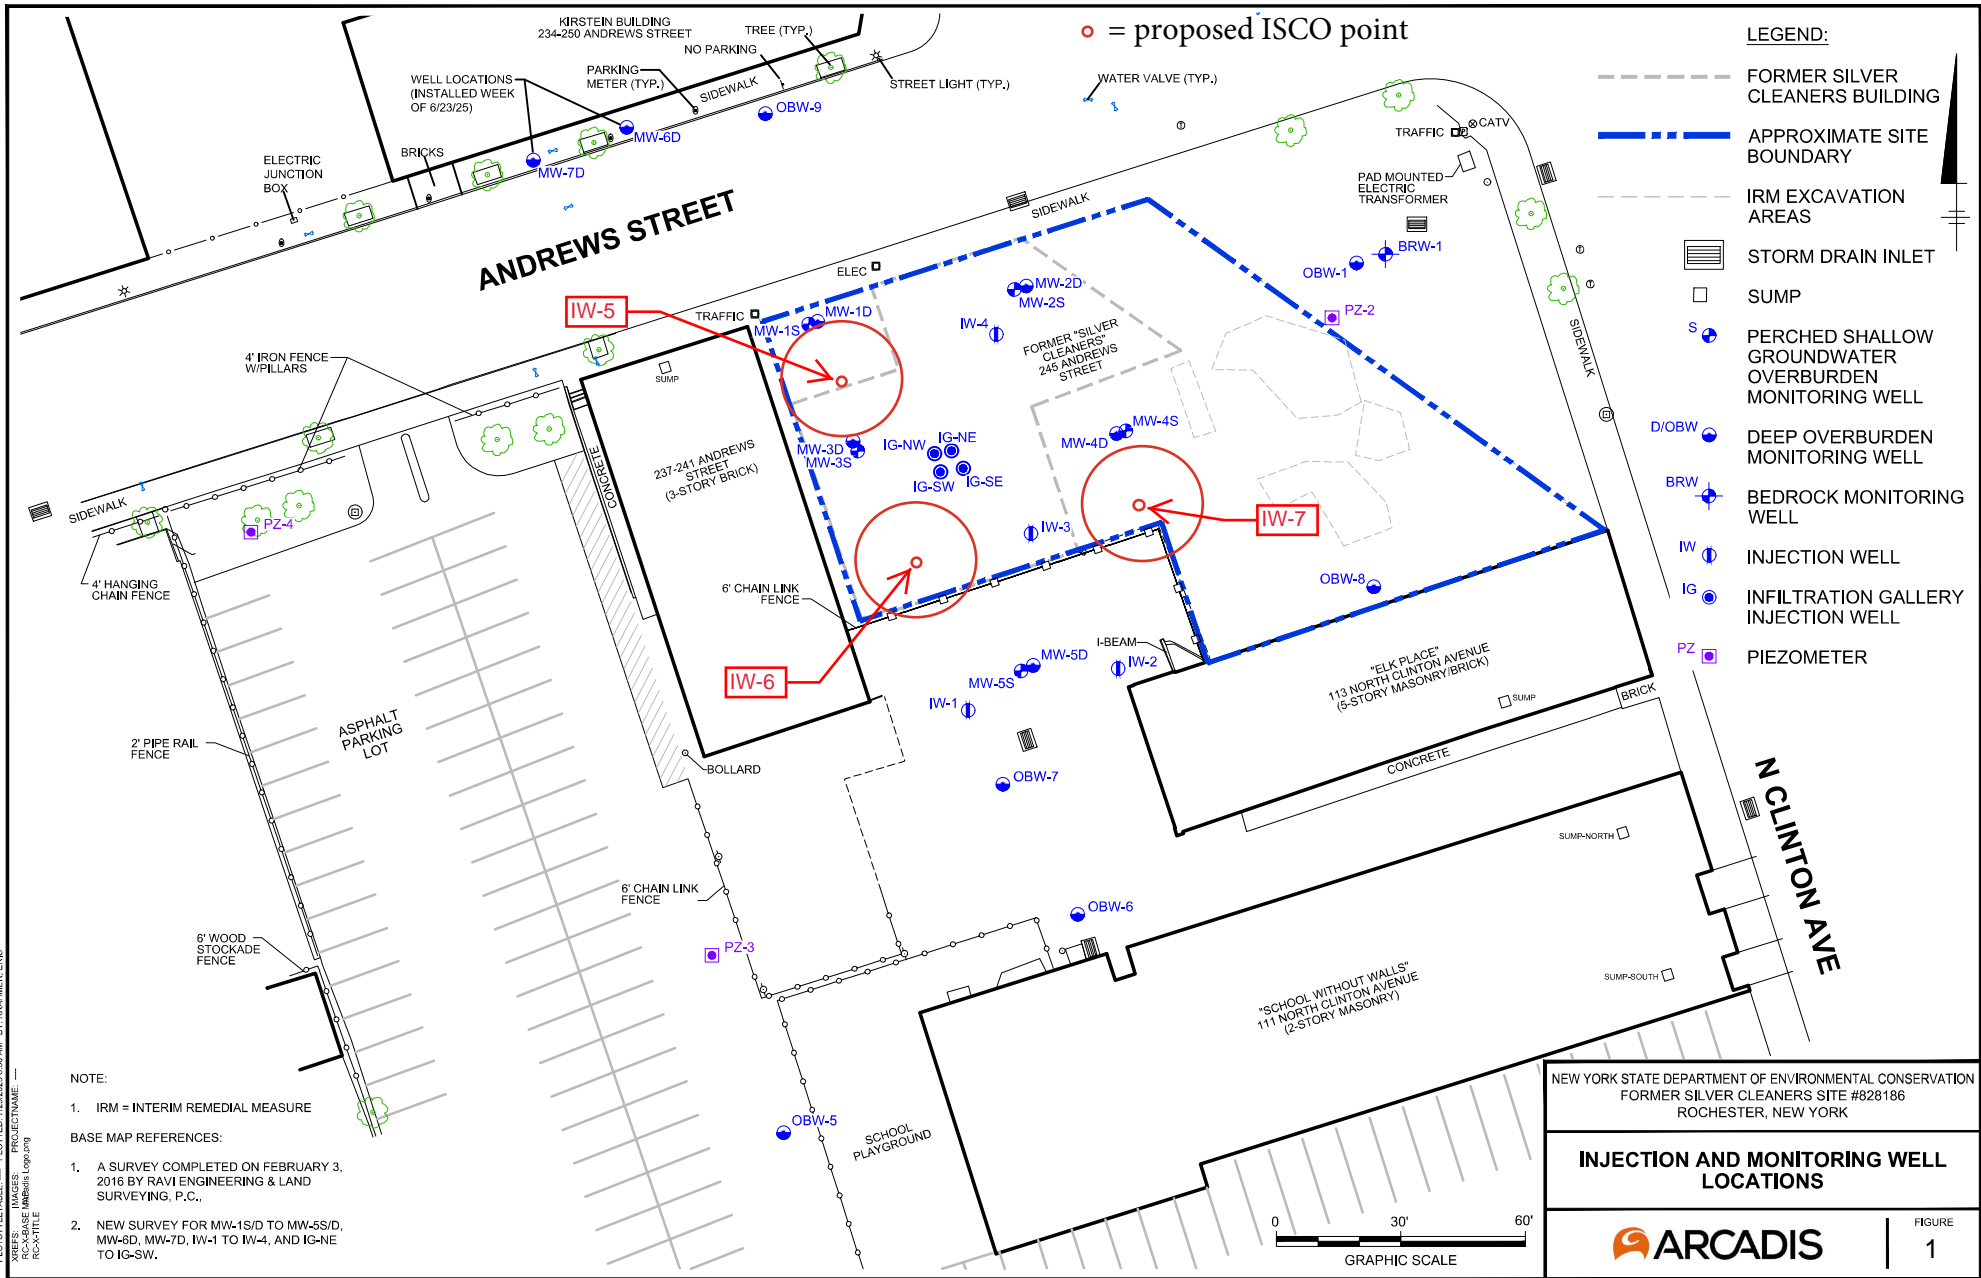 KIRSTEIN BUILDING
234-250 ANDREWS STREET
TREE (TYP.)
NO PARKING
= proposed ISCO point
WELL LOCATIONS
(INSTALLED WEEK
OF 6/23/25)
PARKING
METER (TYP.)
SIDEWALK
STREET LIGHT (TYP.)
WATER VALVE (TYP.)
OBW-9
MW-6D
MW-7D
BRICKS
ELECTRIC
JUNCTION
BOX
ANDREWS STREET
SIDEWALK
TRAFFIC
CATV
PAD MOUNTED
ELECTRIC
TRANSFORMER
BRW-1
OBW-1
PZ-2
SIDEWALK
ELEC
TRAFFIC
IW-5
MW-1S
MW-1D
MW-2D
MW-2S
IW-4
FORMER "SILVER
CLEANERS"
245 ANDREWS
STREET
4' IRON FENCE
W/PILLARS
SUMP
CONCRETE
237-241 ANDREWS
STREET
(3-STORY BRICK)
MW-3D
MW-3S
IG-NW
IG-NE
IG-SW
IG-SE
MW-4S
MW-4D
IW-3
IW-7
SIDEWALK
PZ-4
4' HANGING
CHAIN FENCE
6' CHAIN LINK
FENCE
OBW-8
I-BEAM
IW-6
MW-5D
MW-5S
IW-2
IW-1
"ELK PLACE"
113 NORTH CLINTON AVENUE
(5-STORY MASONRY/BRICK)
SUMP
BRICK
ASPHALT
PARKING
LOT
2' PIPE RAIL
FENCE
BOLLARD
OBW-7
CONCRETE
N CLINTON AVE
SUMP-NORTH
6' CHAIN LINK
FENCE
OBW-6
6' WOOD
STOCKADE
FENCE
PZ-3
"SCHOOL WITHOUT WALLS"
111 NORTH CLINTON AVENUE
(2-STORY MASONRY)
SUMP-SOUTH
OBW-5
SCHOOL
PLAYGROUND
LEGEND:
FORMER SILVER
CLEANERS BUILDING
APPROXIMATE SITE
BOUNDARY
IRM EXCAVATION
AREAS
STORM DRAIN INLET
SUMP
S
PERCHED SHALLOW
GROUNDWATER
OVERBURDEN
MONITORING WELL
D/OBW
DEEP OVERBURDEN
MONITORING WELL
BRW
BEDROCK MONITORING
WELL
IW
INJECTION WELL
IG
INFILTRATION GALLERY
INJECTION WELL
PZ
PIEZOMETER
NOTE:
1. IRM = INTERIM REMEDIAL MEASURE
BASE MAP REFERENCES:
1. A SURVEY COMPLETED ON FEBRUARY 3,
2016 BY RAVI ENGINEERING & LAND
SURVEYING, P.C.,
2. NEW SURVEY FOR MW-1S/D TO MW-5S/D,
MW-6D, MW-7D, IW-1 TO IW-4, AND IG-NE
TO IG-SW.
XREFS: IMAGES: PROJECTNAME: ---
RC-X-TITLE
0 30' 60'
GRAPHIC SCALE
NEW YORK STATE DEPARTMENT OF ENVIRONMENTAL CONSERVATION
FORMER SILVER CLEANERS SITE #828186
ROCHESTER, NEW YORK
INJECTION AND MONITORING WELL
LOCATIONS
ARCADIS
FIGURE
1